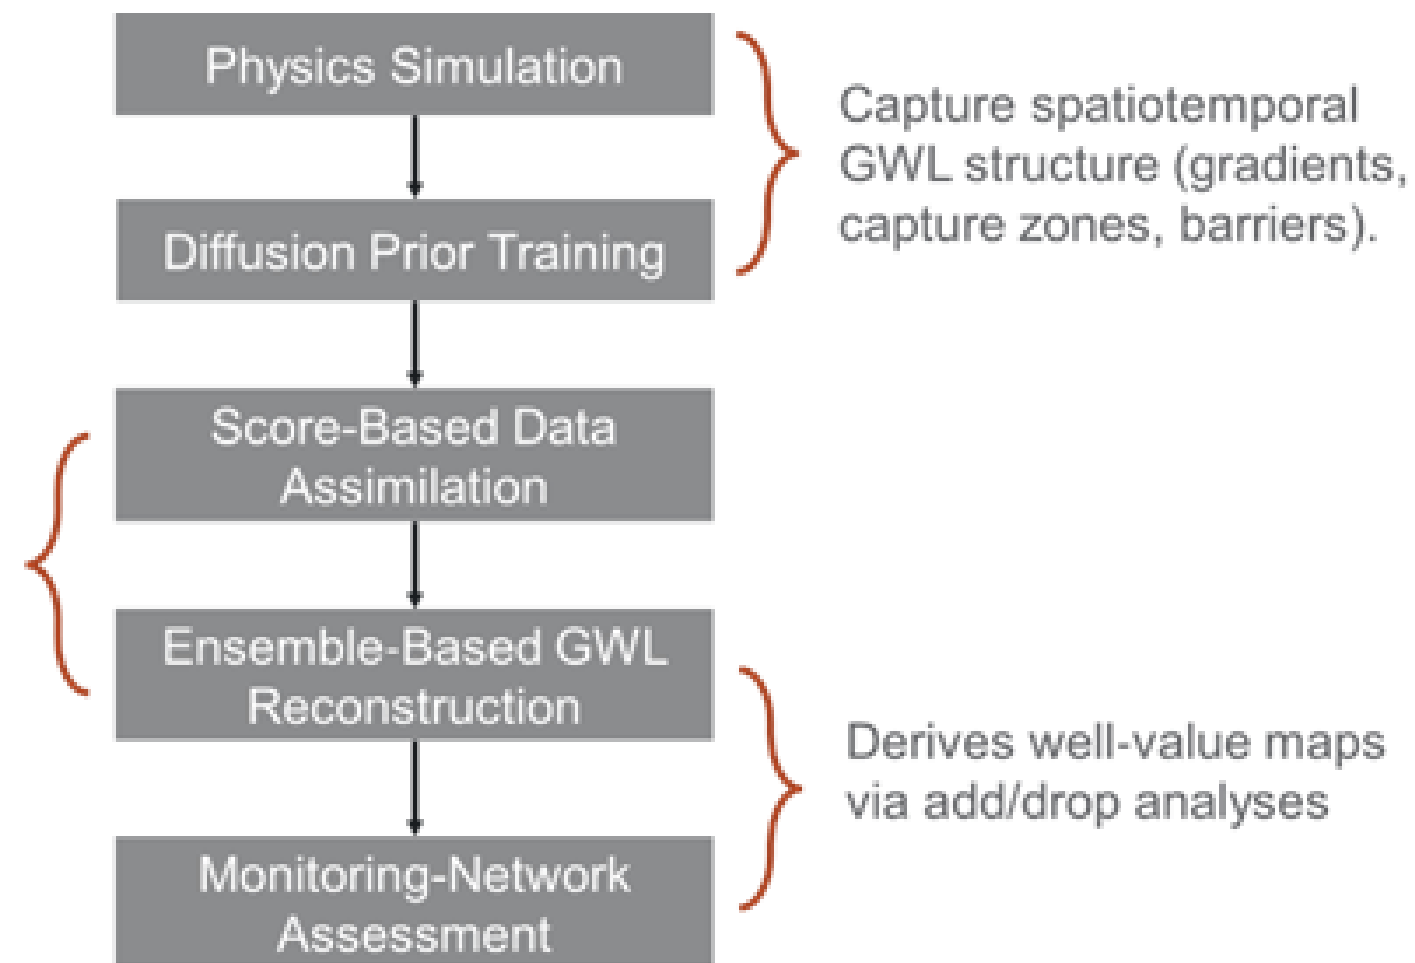 Physics Simulation
Capture spatiotemporal
GWL structure (gradients,
capture zones, barriers).
Diffusion Prior Training
Score-Based Data
Assimilation
Ensemble-Based GWL
Reconstruction
Derives well-value maps
via add/drop analyses
Monitoring-Network
Assessment